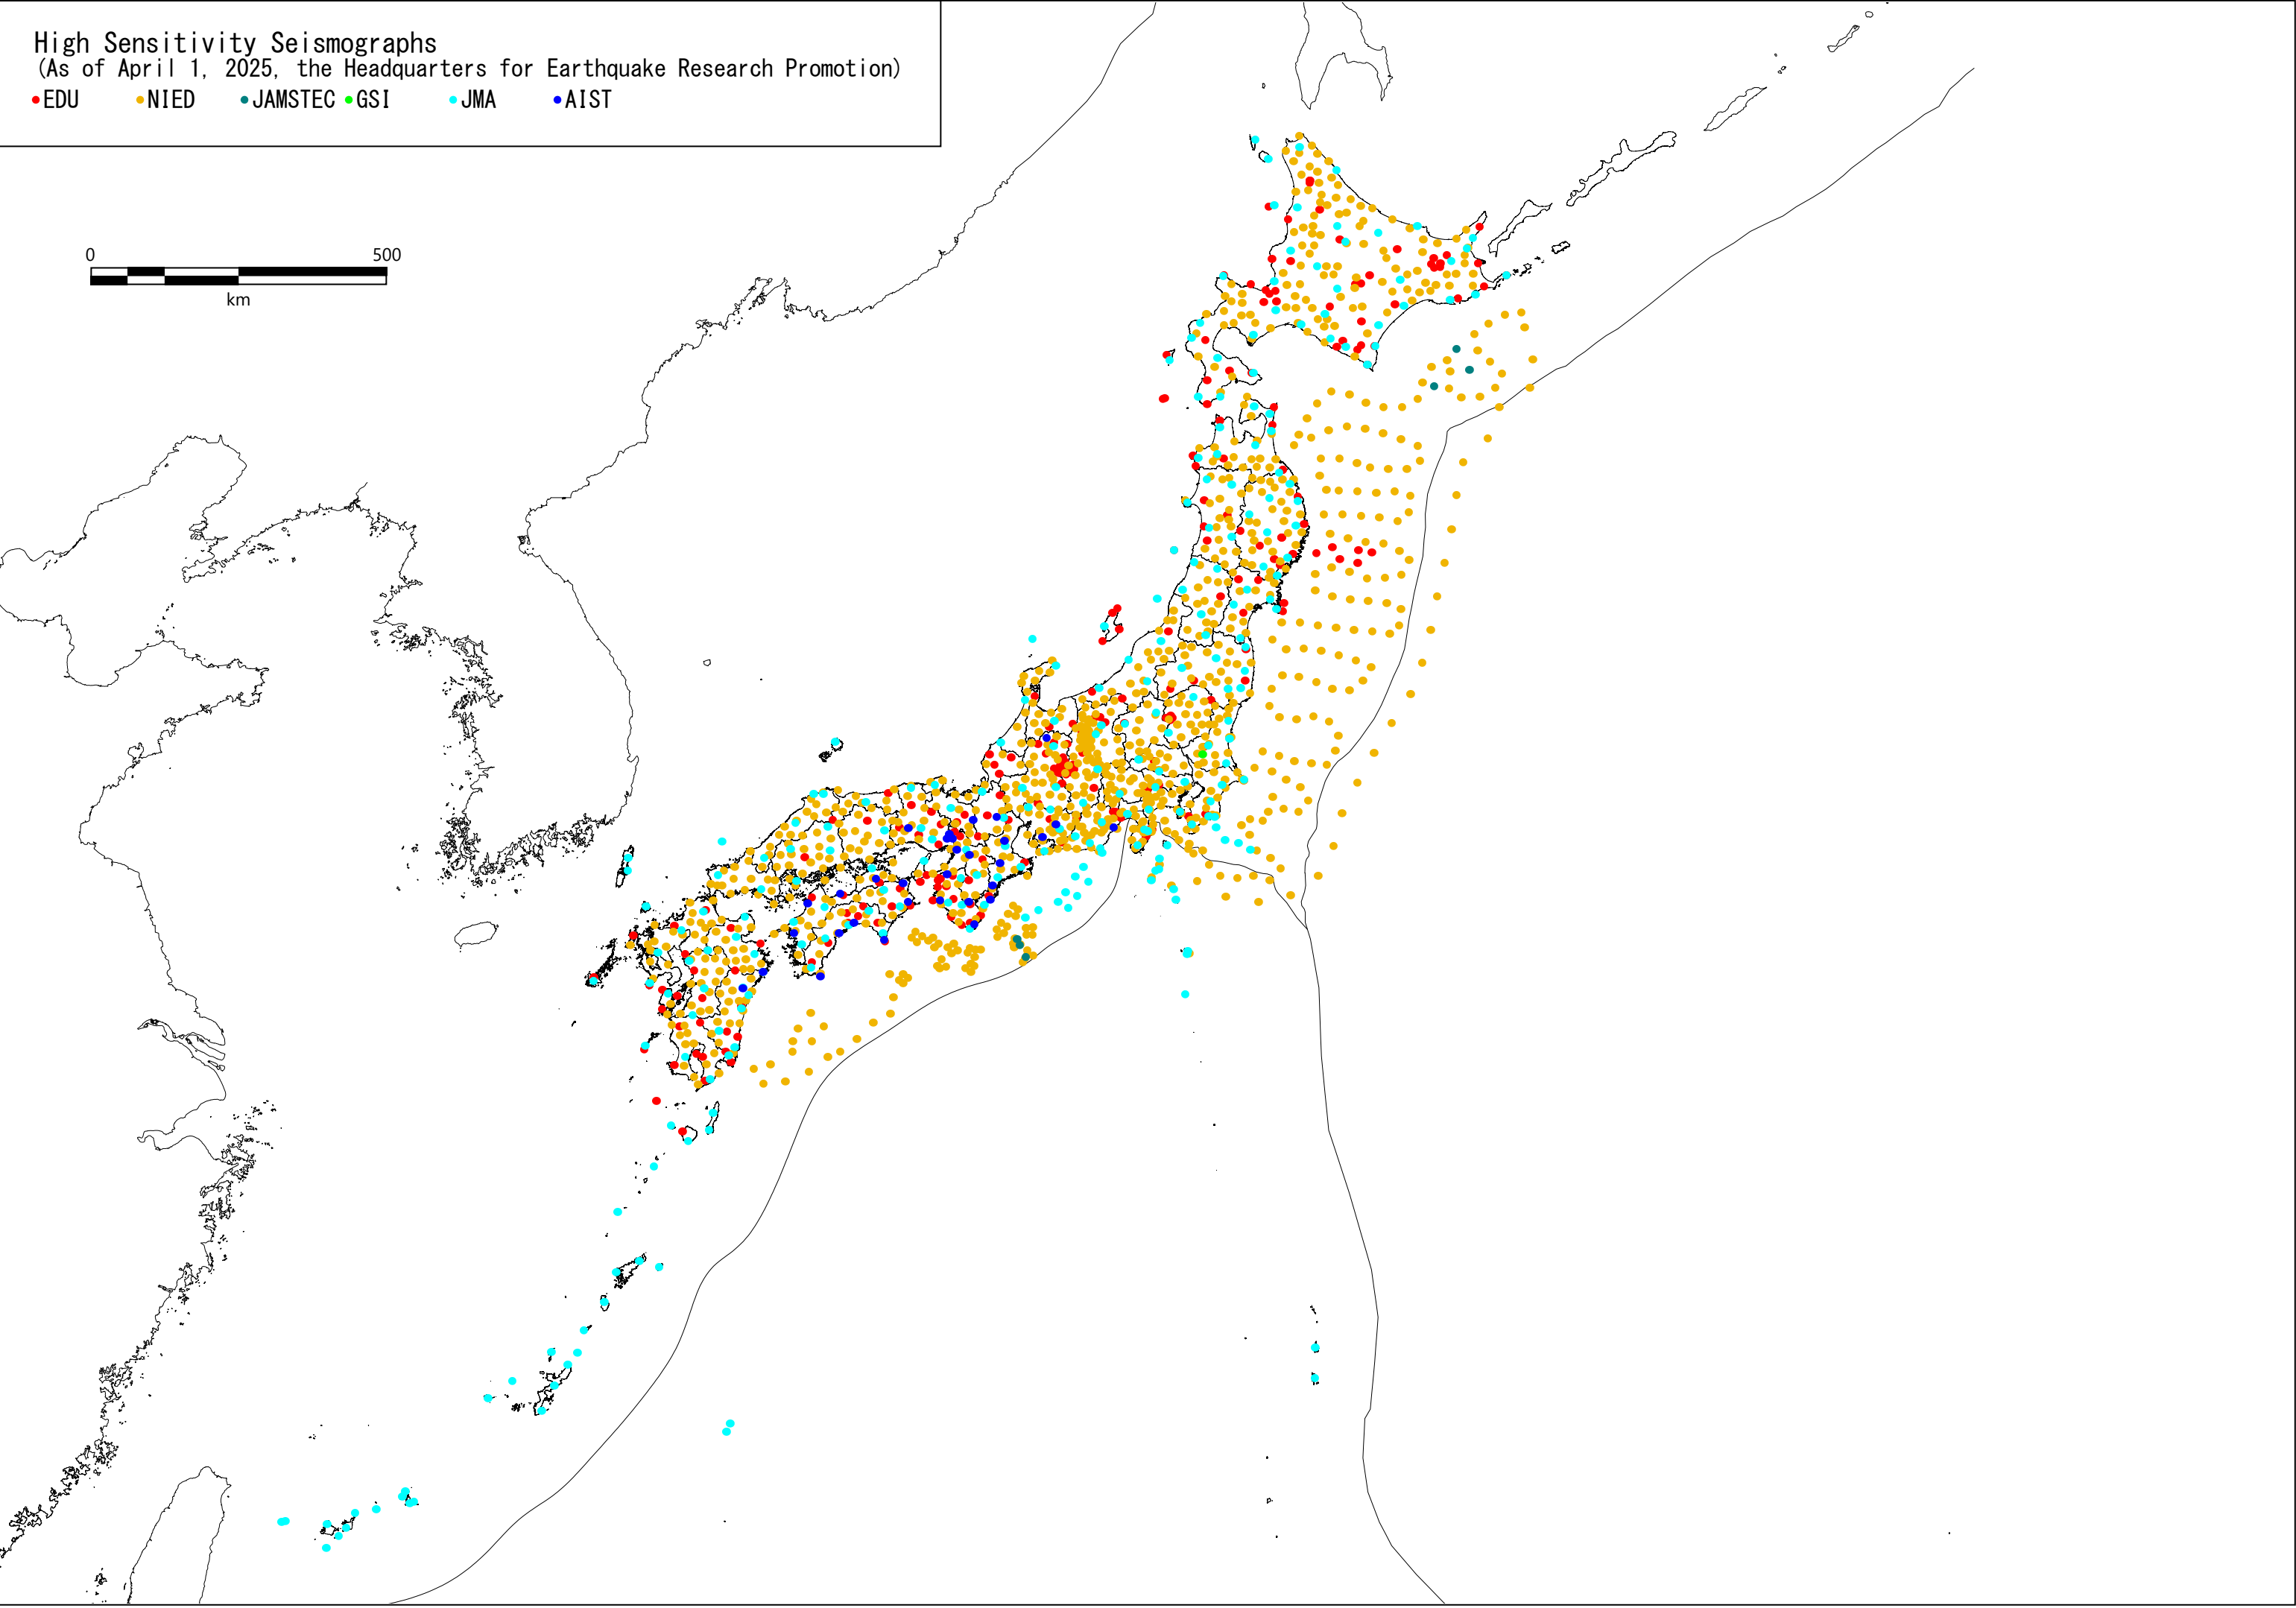 High Sensitivity Seismographs
(As of April 1, 2025, the Headquarters for Earthquake Research Promotion)
EDU NIED JAMSTEC GSI JMA AIST
0 500
km